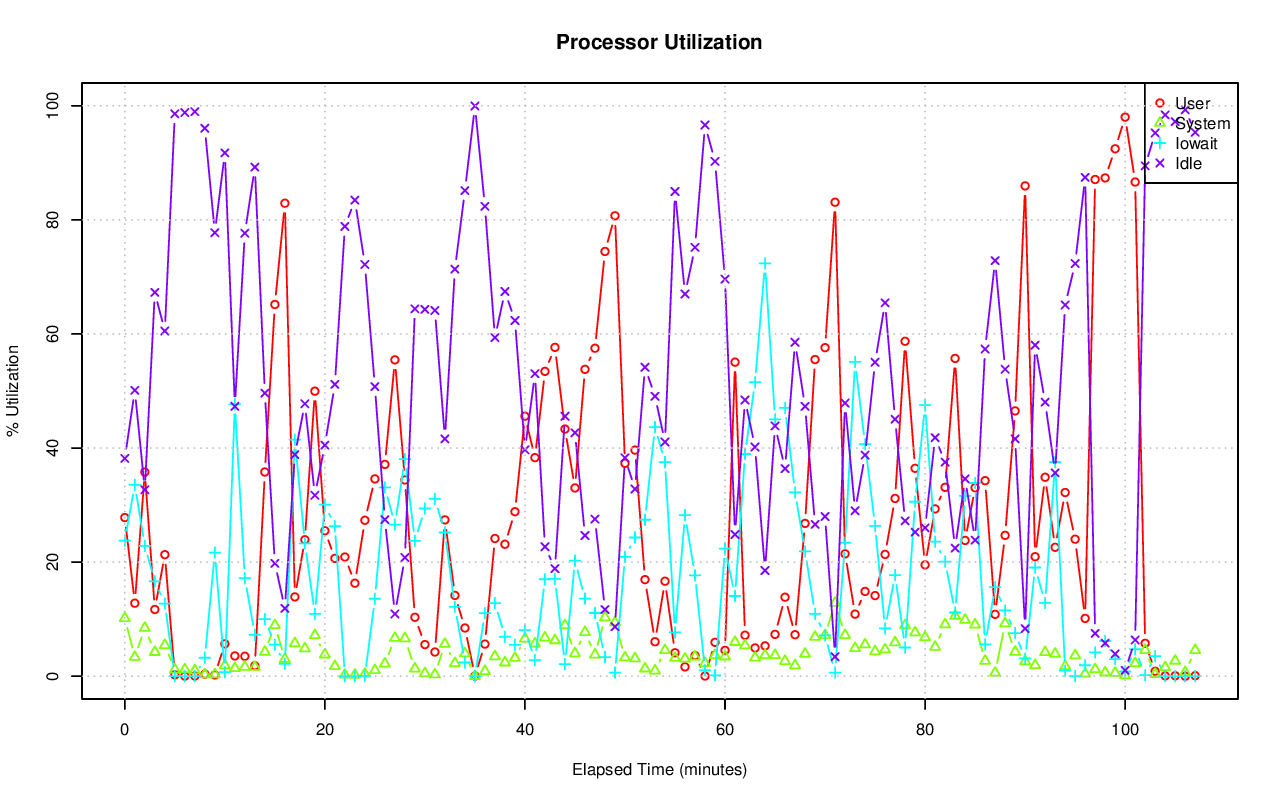 Processor Utilization
% Utilization
100
80
60
40
20
0
User
System
Iowait
Idle
0 20 40 60 80 100
Elapsed Time (minutes)